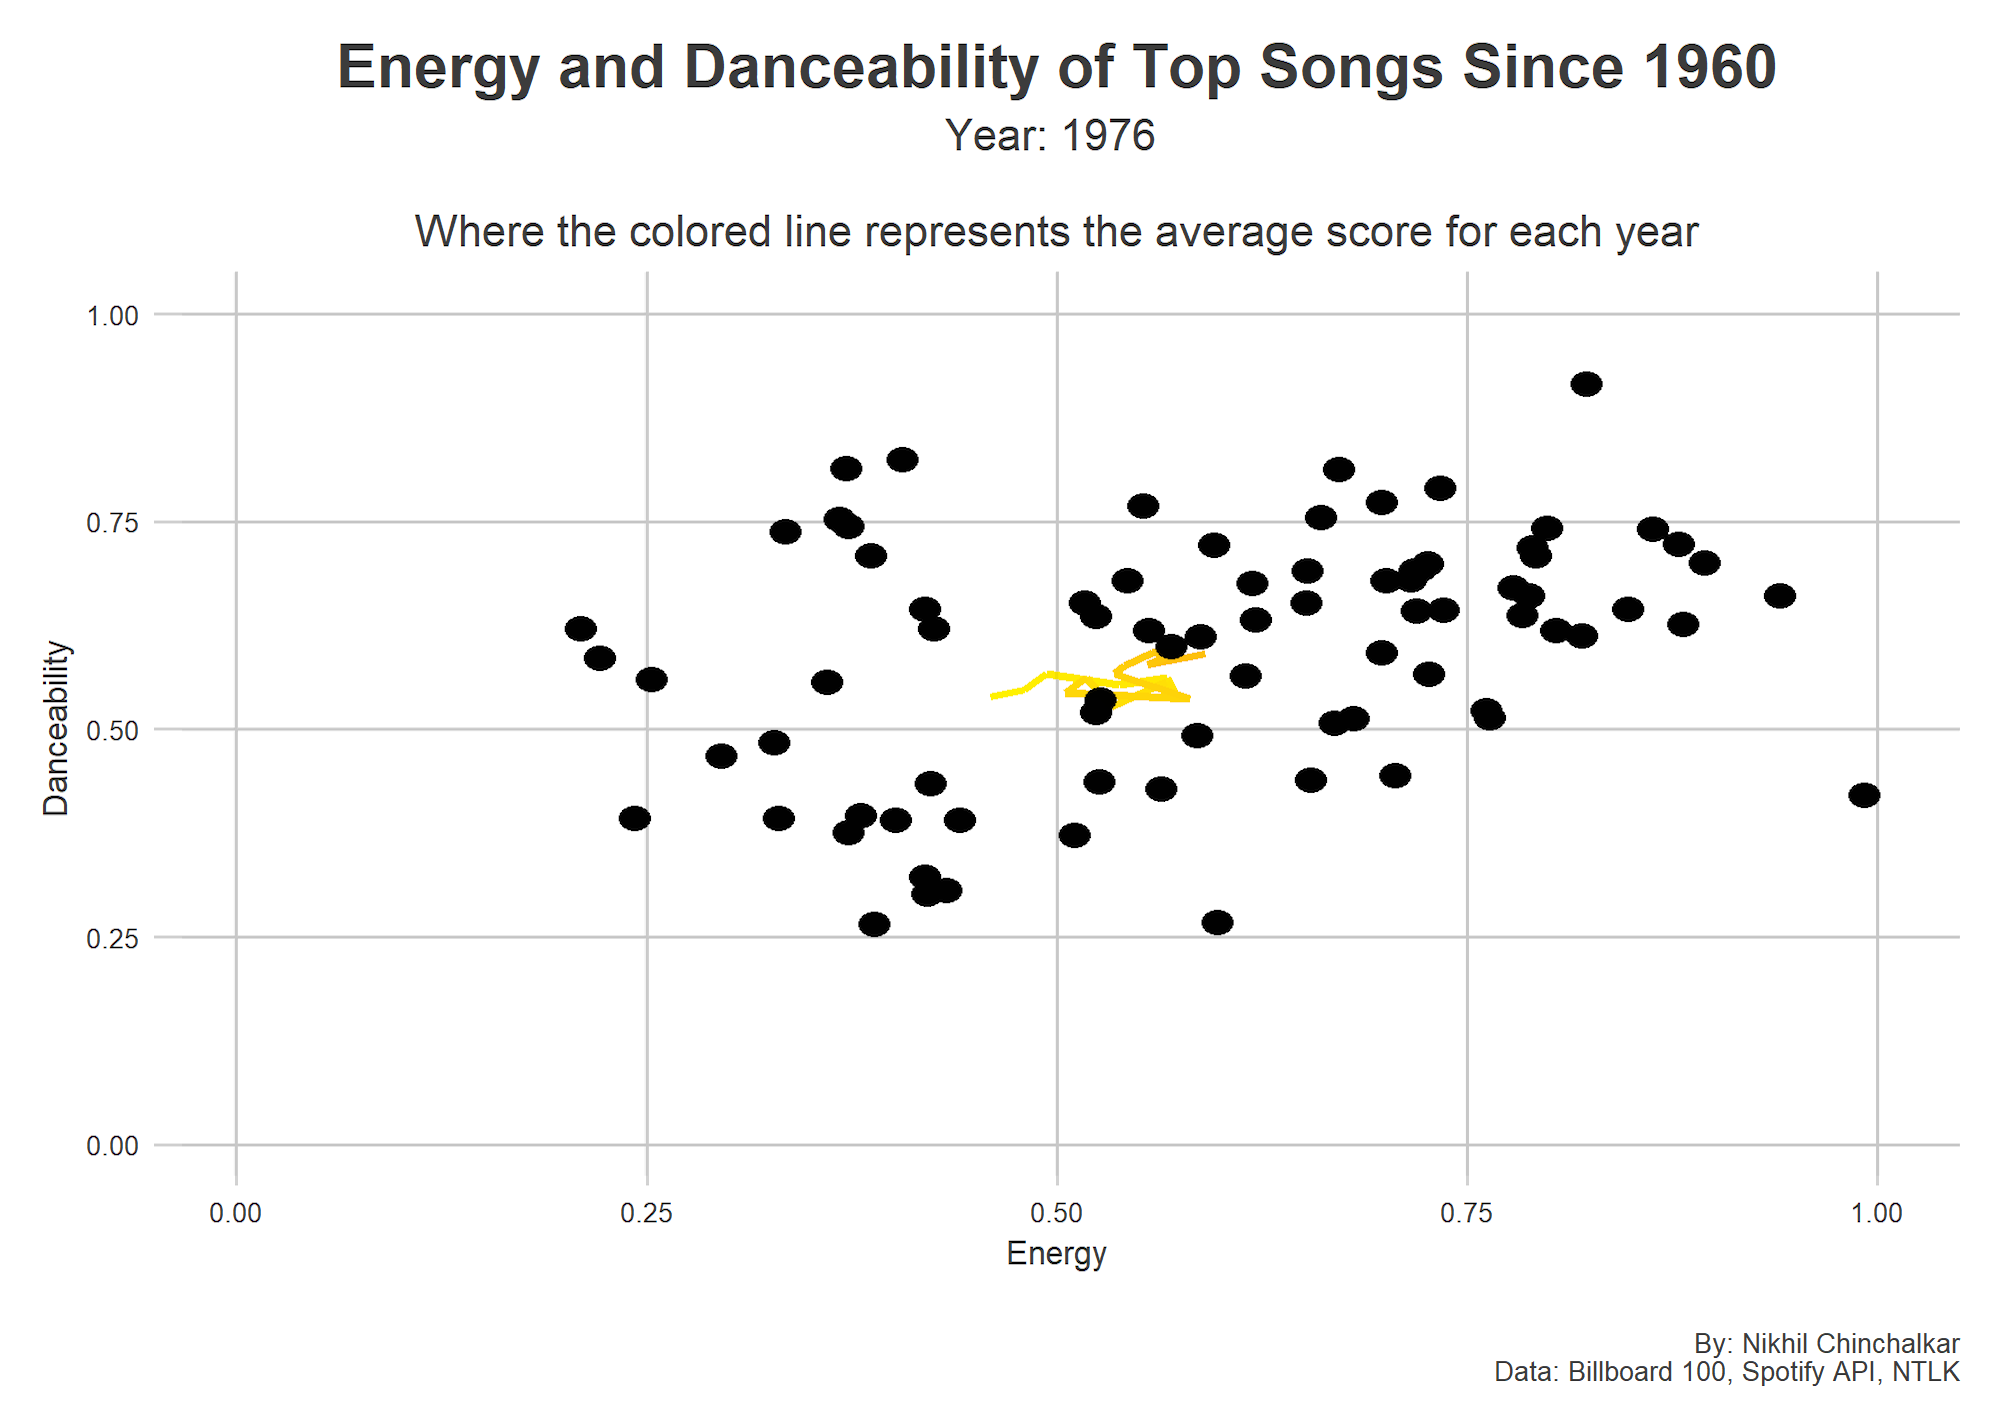 Energy and Danceability of Top Songs Since 1960
Year: 1976
Where the colored line represents the average score for each year
Danceability
1.00
0.75
0.50
0.25
0.00
0.00 0.25 0.50 0.75 1.00
Energy
By: Nikhil Chinchalkar
Data: Billboard 100, Spotify API, NTLK